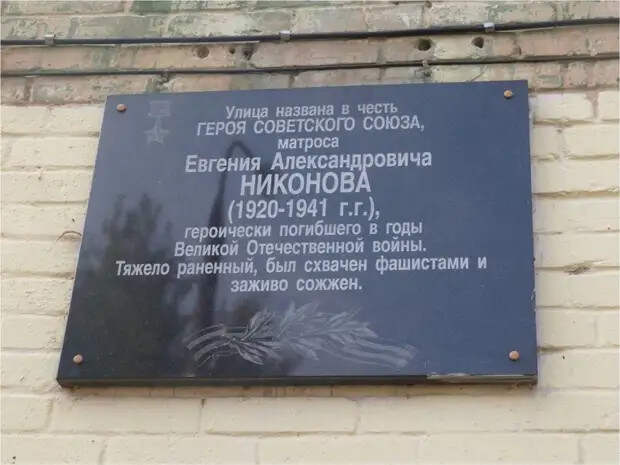 Улица названа в честь
ГЕРОЯ СОВЕТСКОГО СОЮЗА,
матроса
Евгения Александровича
НИКОНОВА
(1920-1941 г.г.),
героически погибшего в годы
Великой Отечественной войны.
Тяжело раненный, был схвачен фашистами и
заживо сожжен.